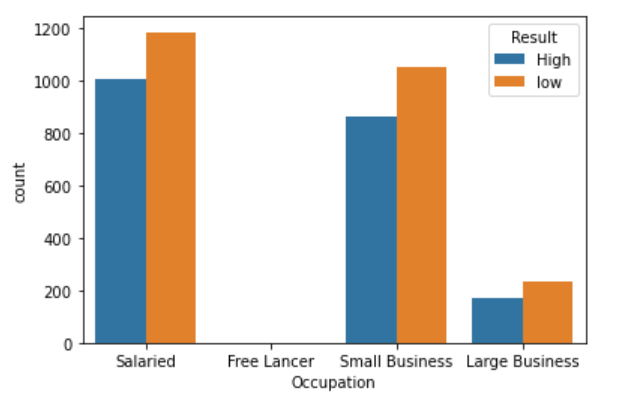 1200
1000
800
600
400
200
0
count
Result
High
low
Salaried Free Lancer Small Business Large Business
Occupation